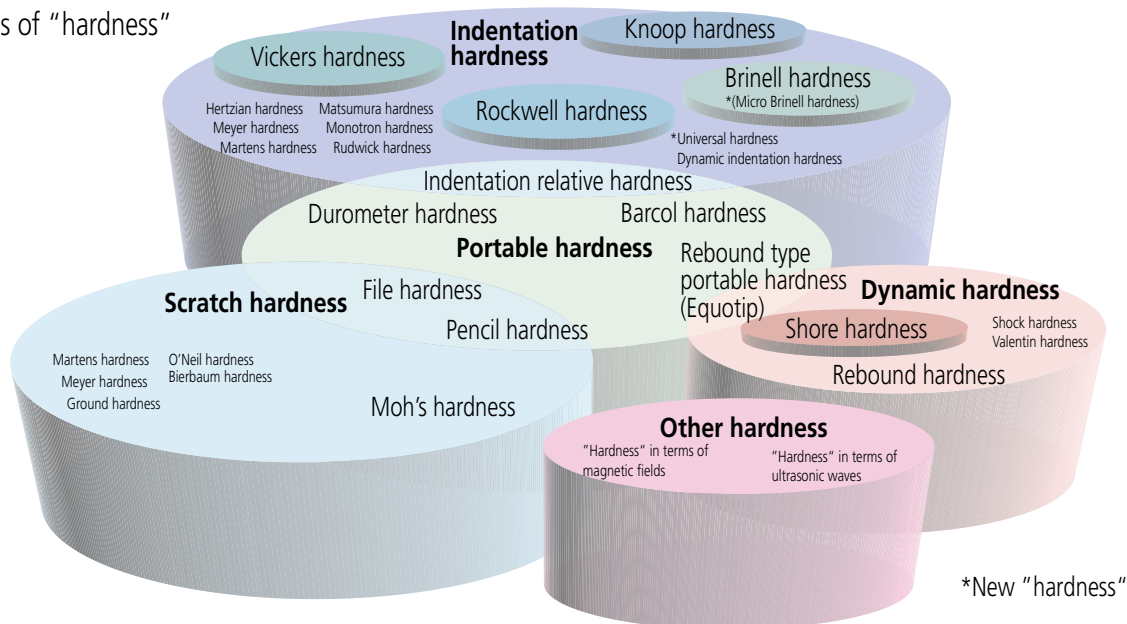 s of “hardness”
Indentation
hardness
Knoop hardness
Vickers hardness
Brinell hardness
*(Micro Brinell hardness)
Rockwell hardness
Hertzian hardness
Meyer hardness
Martens hardness
Matsumura hardness
Monotron hardness
Rudwick hardness
*Universal hardness
Dynamic indentation hardness
Indentation relative hardness
Durometer hardness
Barcol hardness
Portable hardness
Rebound type
portable hardness
(Equotip)
File hardness
Pencil hardness
Scratch hardness
Martens hardness
Meyer hardness
Ground hardness
O’Neil hardness
Bierbaum hardness
Moh’s hardness
Dynamic hardness
Shore hardness
Shock hardness
Valentin hardness
Rebound hardness
Other hardness
“Hardness” in terms of
magnetic fields
“Hardness” in terms of
ultrasonic waves
*New “hardness“